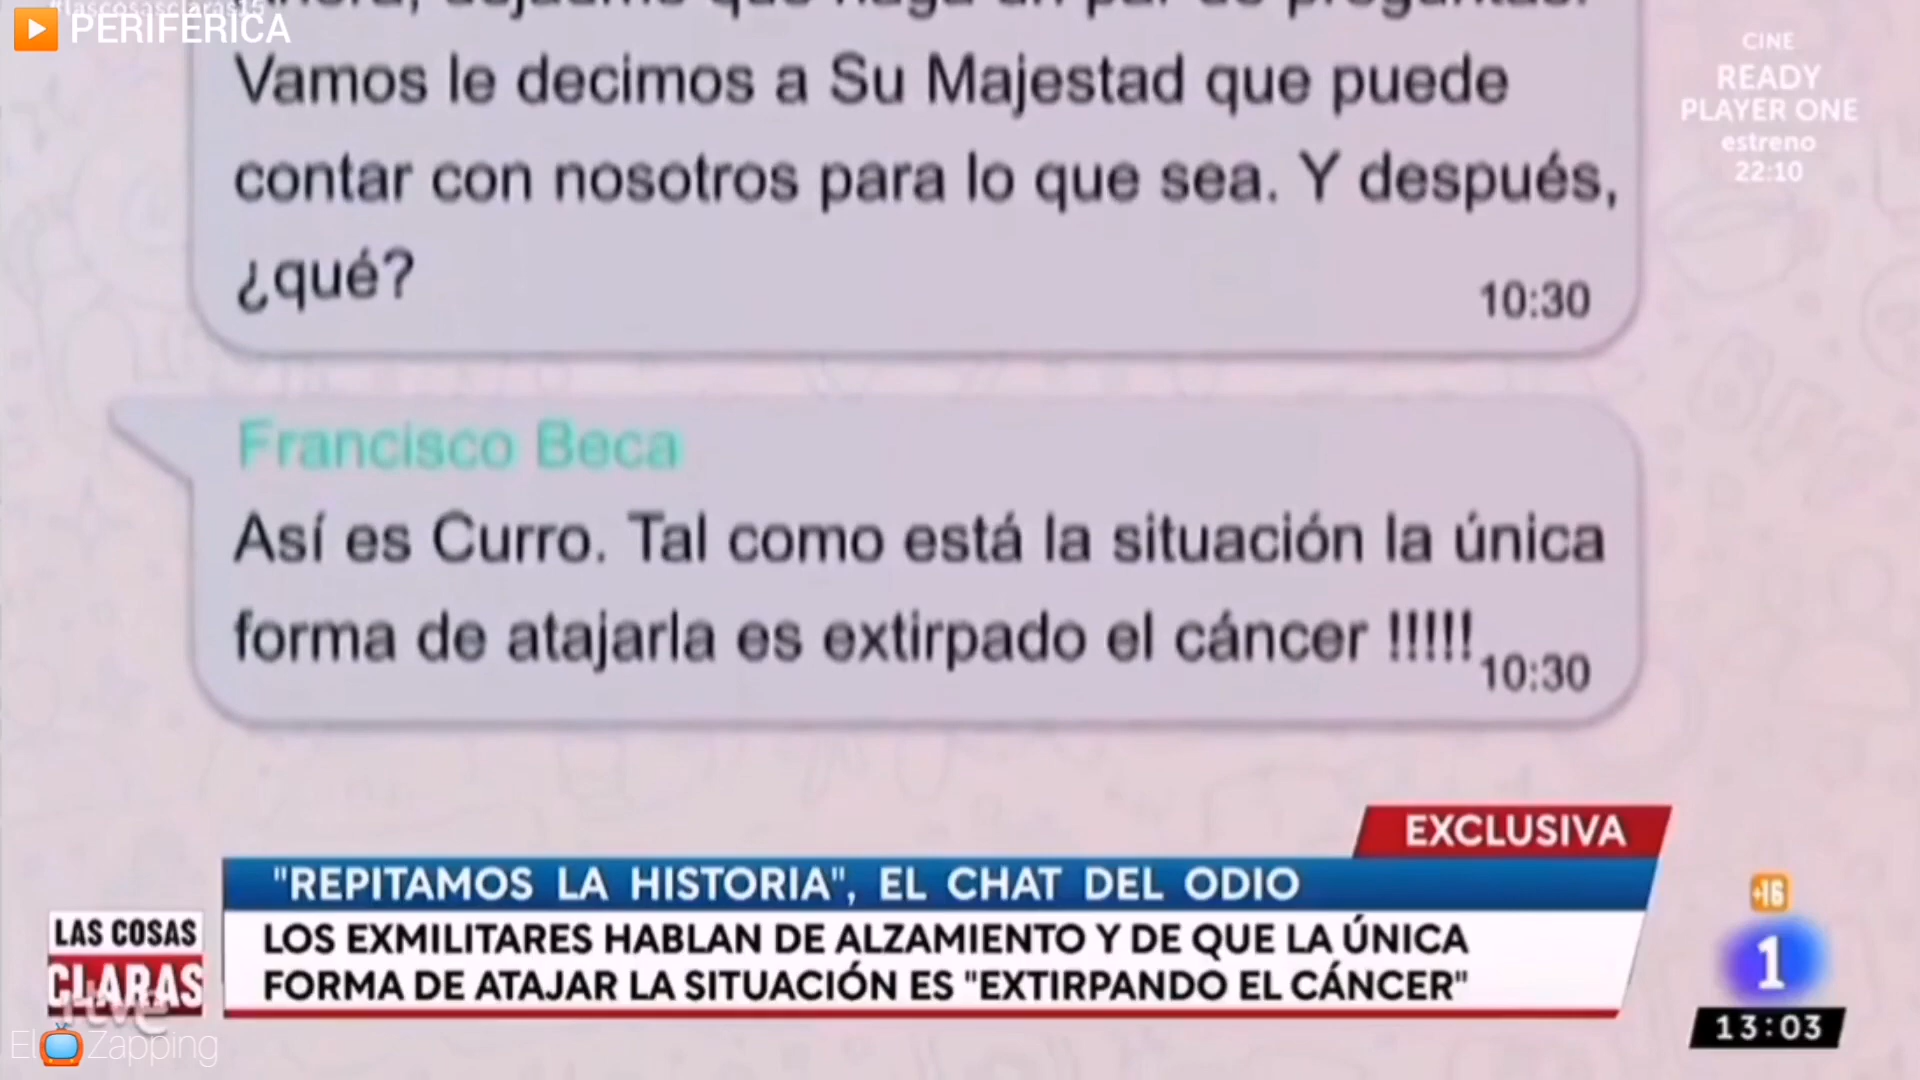 #lascosasclaras15
PERIFÉRICA
Vamos le decimos a Su Majestad que puede
contar con nosotros para lo que sea. Y después,
¿qué?
10:30
Francisco Beca
Así es Curro. Tal como está la situación la única
forma de atajarla es extirpado el cáncer !!!!!
10:30
CINE
READY
PLAYER ONE
estreno
22:10
EXCLUSIVA
"REPITAMOS LA HISTORIA", EL CHAT DEL ODIO
LOS EXMILITARES HABLAN DE ALZAMIENTO Y DE QUE LA ÚNICA
FORMA DE ATAJAR LA SITUACIÓN ES "EXTIRPANDO EL CÁNCER"
LAS COSAS
CLARAS
rtve
El Zapping
+16
1
13:03